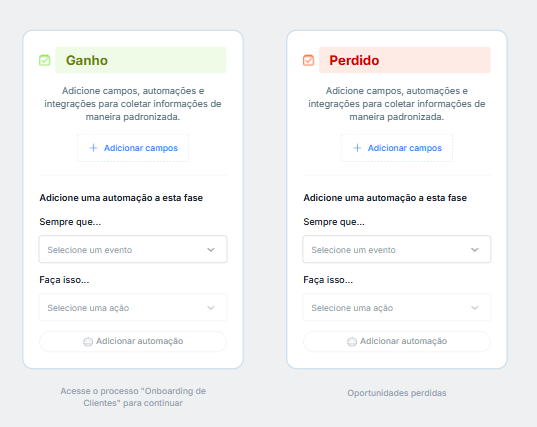 Ganho
Adicione campos, automações e
integrações para coletar informações de
maneira padronizada.
Adicionar campos
Adicione uma automação a esta fase
Sempre que...
Selecione um evento
Faça isso...
Selecione uma ação
Adicionar automação
Acesse o processo "Onboarding de
Clientes" para continuar
Perdido
Adicione campos, automações e
integrações para coletar informações de
maneira padronizada.
Adicionar campos
Adicione uma automação a esta fase
Sempre que...
Selecione um evento
Faça isso...
Selecione uma ação
Adicionar automação
Oportunidades perdidas